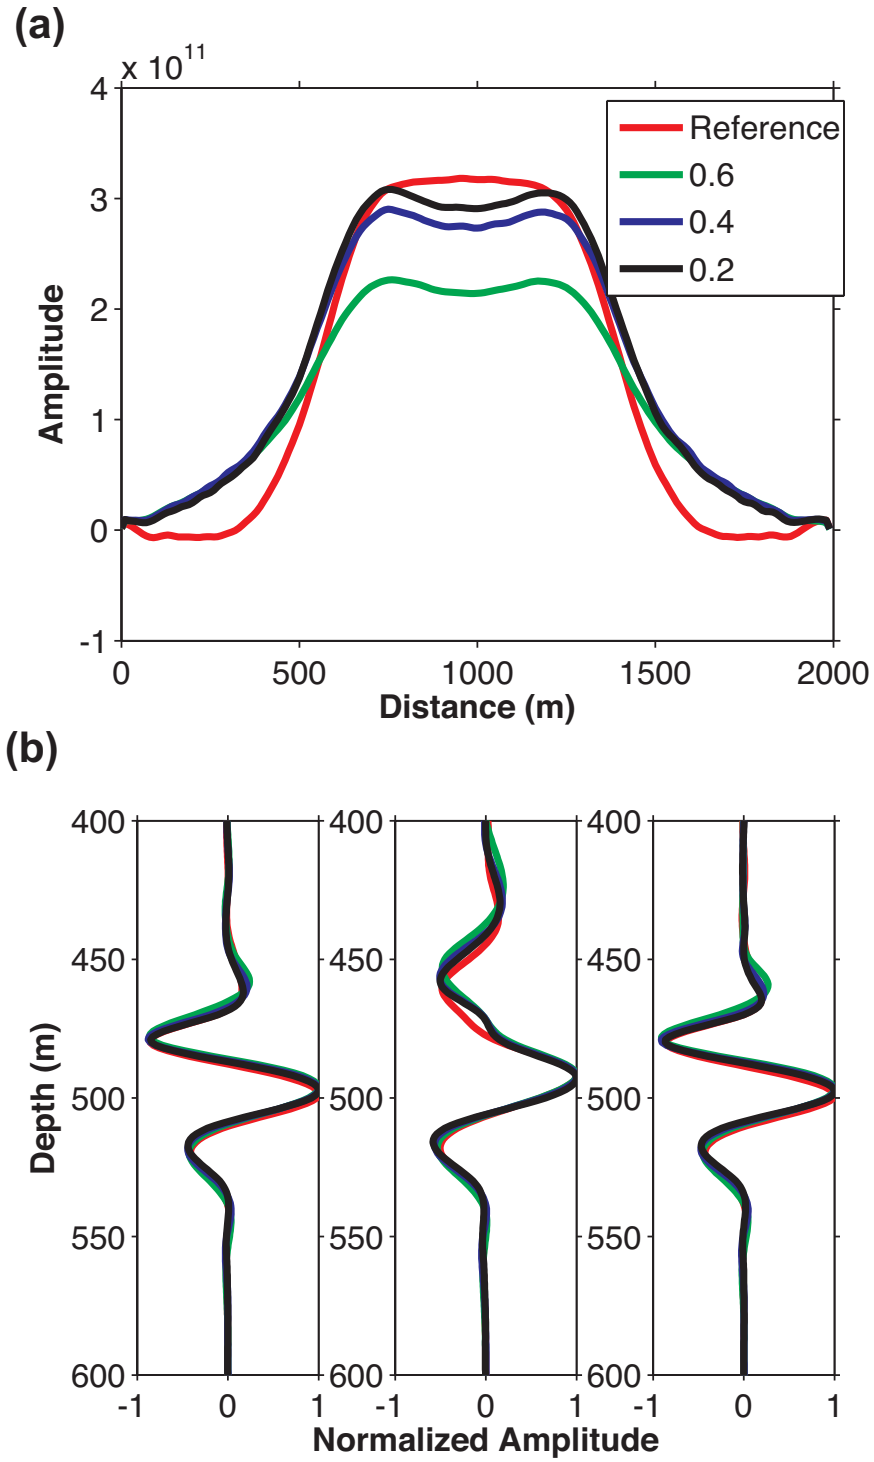 (a)
x 10^11
4
3
2
1
0
-1
Amplitude
Reference
0.6
0.4
0.2
0 500 1000 1500 2000
Distance (m)
(b)
400 400 400
450 450 450
500 500 500
550 550 550
600 600 600
Depth (m)
-1 0 1 -1 0 1 -1 0 1
Normalized Amplitude